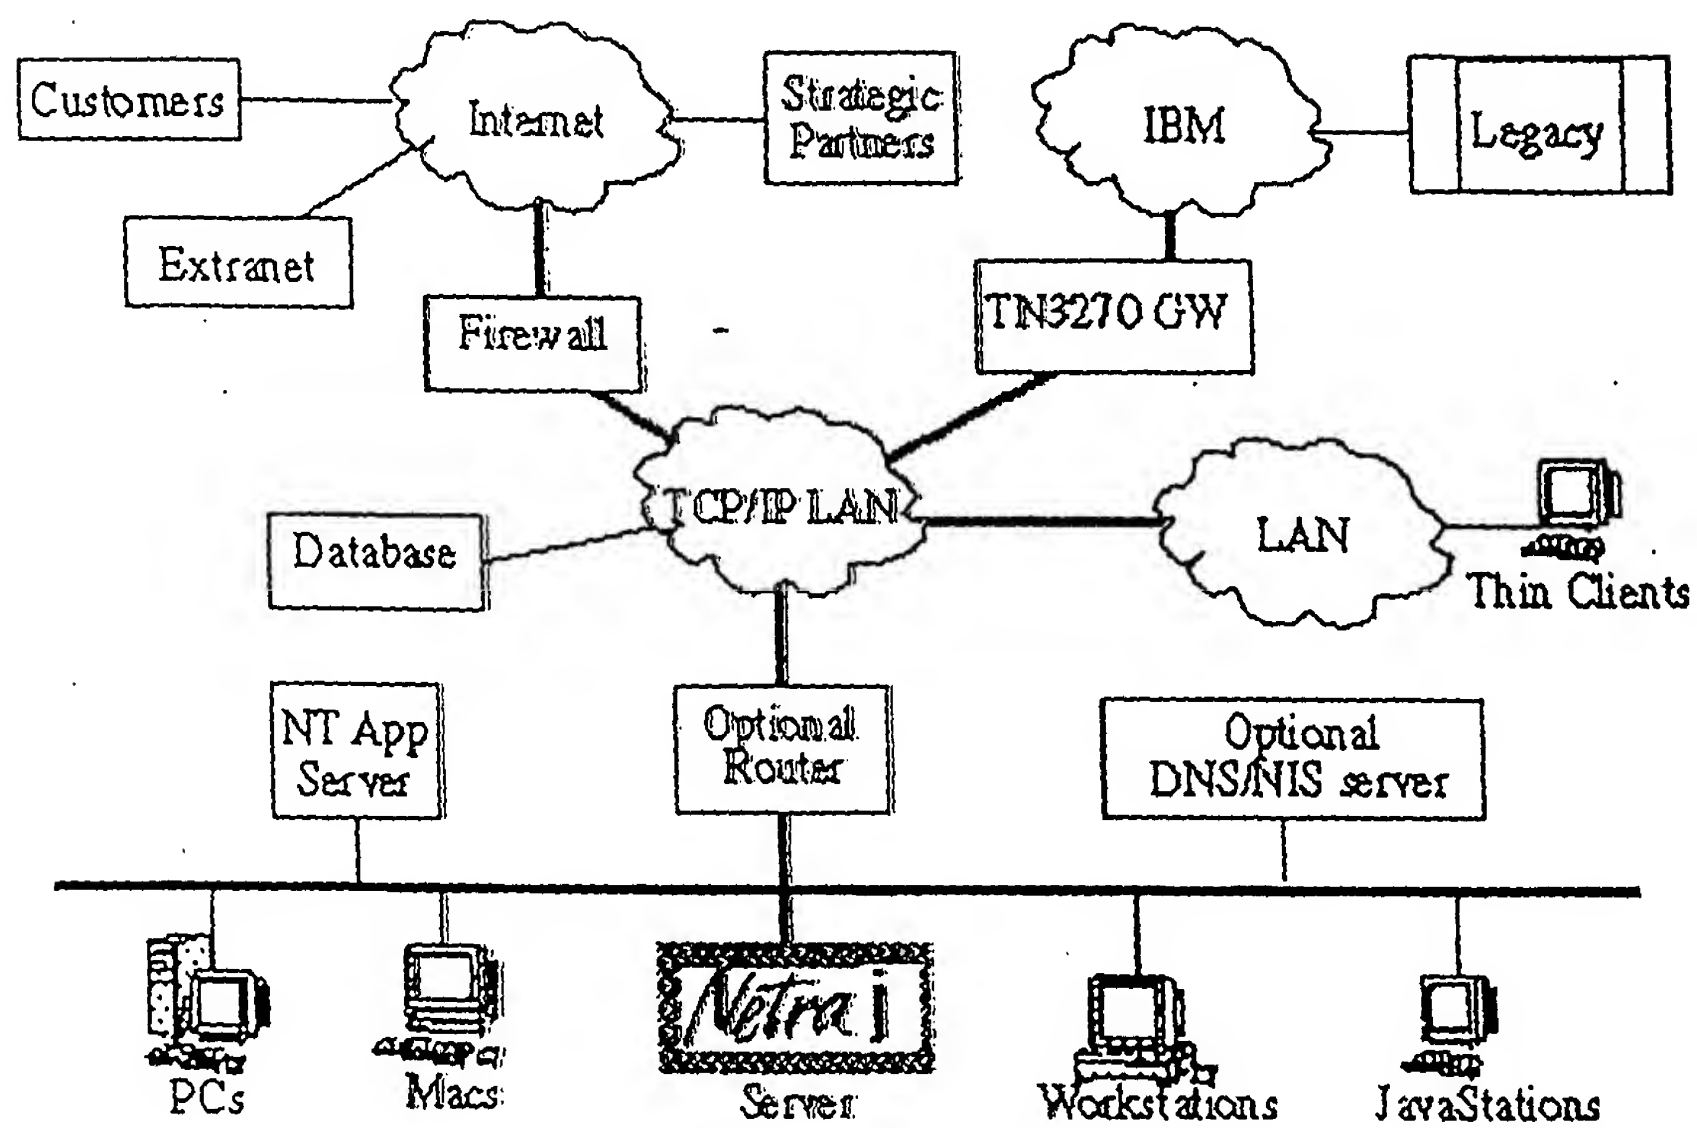 Customers
Internet
Strategic
Partners
IBM
Legacy
Extranet
Firewall
TN3270 GW
TCP/IP LAN
Database
LAN
Thin Clients
NT App
Server
Optional
Router
Optional
DNS/NIS server
Netra j
PCs
Macs
Server
Workstations
JavaStations